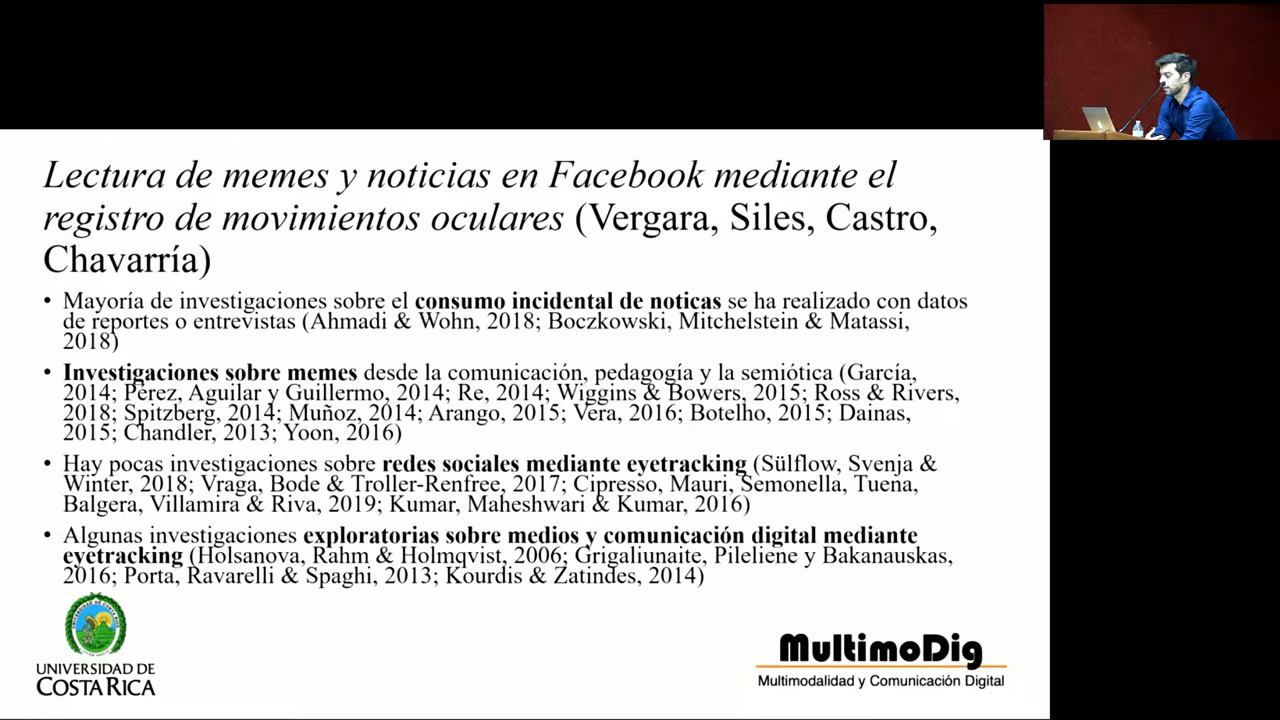 Lectura de memes y noticias en Facebook mediante el
registro de movimientos oculares (Vergara, Siles, Castro,
Chavarría)
• Mayoría de investigaciones sobre el consumo incidental de noticas se ha realizado con datos
de reportes o entrevistas (Ahmadi & Wohn, 2018; Boczkowski, Mitchelstein & Matassi,
2018)
• Investigaciones sobre memes desde la comunicación, pedagogía y la semiótica (García,
2014; Pérez, Aguilar y Guillermo, 2014; Re, 2014; Wiggins & Bowers, 2015; Ross & Rivers,
2018; Spitzberg, 2014; Muñoz, 2014; Arango, 2015; Vera, 2016; Botelho, 2015; Dainas,
2015; Chandler, 2013; Yoon, 2016)
• Hay pocas investigaciones sobre redes sociales mediante eyetracking (Sülflow, Svenja &
Winter, 2018; Vraga, Bode & Troller-Renfree, 2017; Cipresso, Mauri, Semonella, Tuena,
Balgera, Villamira & Riva, 2019; Kumar, Maheshwari & Kumar, 2016)
• Algunas investigaciones exploratorias sobre medios y comunicación digital mediante
eyetracking (Holsanova, Rahm & Holmqvist, 2006; Grigaliunaite, Pileliene y Bakanauskas,
2016; Porta, Ravarelli & Spaghi, 2013; Kourdis & Zatindes, 2014)
UNIVERSIDAD DE
COSTA RICA
MultimoDig
Multimodalidad y Comunicación Digital